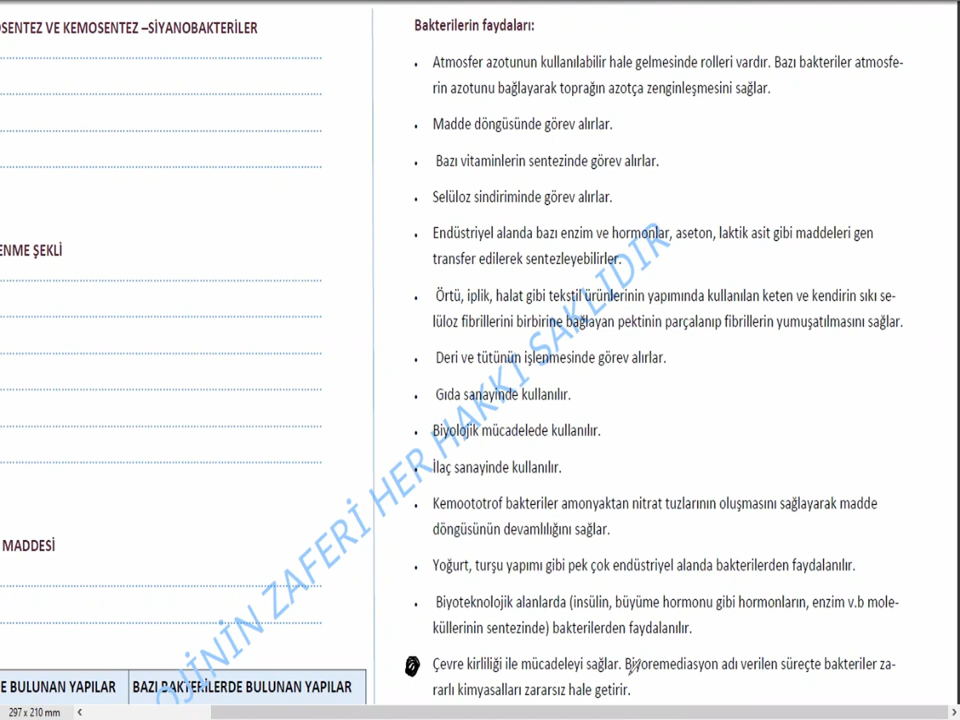 OSENTEZ VE KEMOSENTEZ –SİYANOBAKTERİLER
ENME ŞEKLİ
MADDESİ
E BULUNAN YAPILAR
BAZI BAKTERİLERDE BULUNAN YAPILAR
Bakterilerin faydaları:
• Atmosfer azotunun kullanılabilir hale gelmesinde rolleri vardır. Bazı bakteriler atmosfe-
rin azotunu bağlayarak toprağın azotça zenginleşmesini sağlar.
• Madde döngüsünde görev alırlar.
• Bazı vitaminlerin sentezinde görev alırlar.
• Selüloz sindiriminde görev alırlar.
• Endüstriyel alanda bazı enzim ve hormonlar, aseton, laktik asit gibi maddeleri gen
transfer edilerek sentezleyebilirler.
• Örtü, iplik, halat gibi tekstil ürünlerinin yapımında kullanılan keten ve kendirin sıkı se-
lüloz fibrillerini birbirine bağlayan pektinin parçalanıp fibrillerin yumuşatılmasını sağlar.
• Deri ve tütünün işlenmesinde görev alırlar.
• Gıda sanayinde kullanılır.
• Biyolojik mücadelede kullanılır.
• İlaç sanayinde kullanılır.
• Kemoototrof bakteriler amonyaktan nitrat tuzlarının oluşmasını sağlayarak madde
döngüsünün devamlılığını sağlar.
• Yoğurt, turşu yapımı gibi pek çok endüstriyel alanda bakterilerden faydalanılır.
• Biyoteknolojik alanlarda (insülin, büyüme hormonu gibi hormonların, enzim v.b mole-
küllerinin sentezinde) bakterilerden faydalanılır.
Çevre kirliliği ile mücadeleyi sağlar. Biyoremediasyon adı verilen süreçte bakteriler za-
rarlı kimyasalları zararsız hale getirir.
OJİNİN ZAFERİ HER HAKKI SAKLIDIR
297 x 210 mm